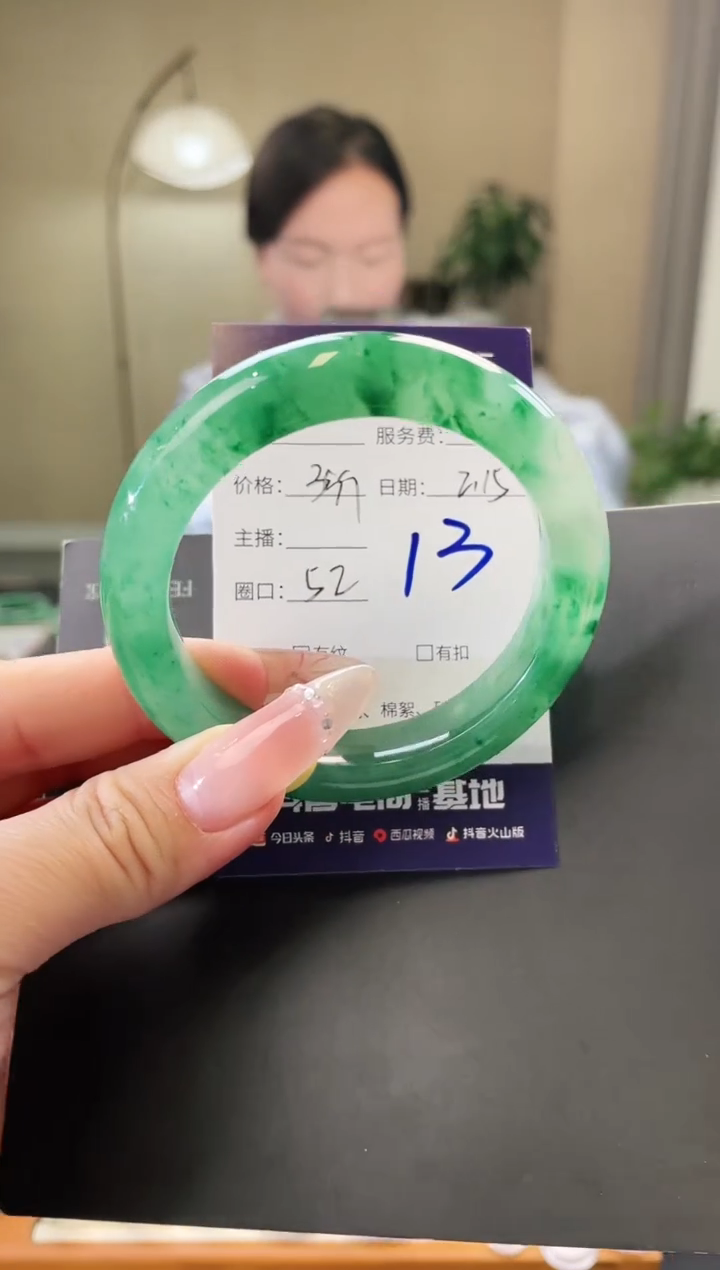 服务费:
价格: 日期: 2.15
主播:
13
圈口: 52
有纹 □有扣
棉絮、
播基地
今日头条 抖音 西瓜视频 抖音火山版